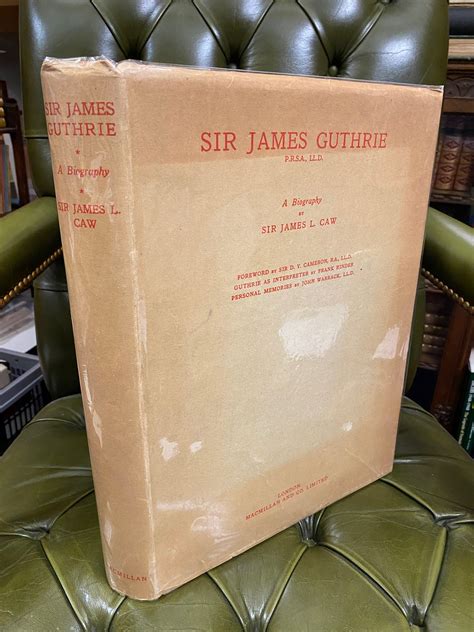 SIR JAMES
GUTHRIE
A Biography
SIR JAMES L.
CAW
MACMILLAN
SIR JAMES GUTHRIE
P.R.S.A., LL.D.
A Biography
BY
SIR JAMES L. CAW
FOREWORD BY SIR D. Y. CAMERON, R.A., LL.D.
GUTHRIE AS INTERPRETER BY FRANK RINDER
PERSONAL MEMORIES BY JOHN WARRACK, LL.D.
LONDON
MACMILLAN AND CO. LIMITED